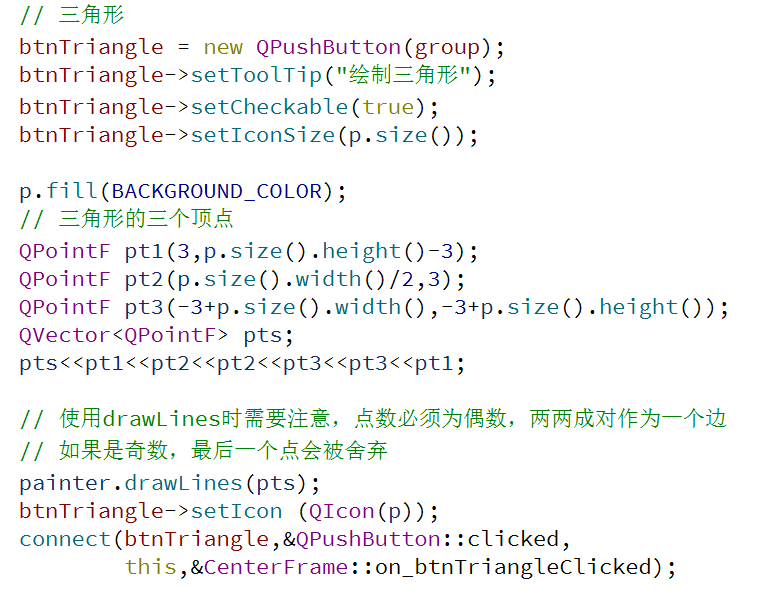 // 三角形
btnTriangle = new QPushButton(group);
btnTriangle->setToolTip("绘制三角形");
btnTriangle->setCheckable(true);
btnTriangle->setIconSize(p.size());
p.fill(BACKGROUND_COLOR);
// 三角形的三个顶点
QPointF pt1(3,p.size().height()-3);
QPointF pt2(p.size().width()/2,3);
QPointF pt3(-3+p.size().width(),-3+p.size().height());
QVector<QPointF> pts;
pts<<pt1<<pt2<<pt2<<pt3<<pt3<<pt1;
// 使用drawLines时需要注意，点数必须为偶数，两两成对作为一个边
// 如果是奇数，最后一个点会被舍弃
painter.drawLines(pts);
btnTriangle->setIcon (QIcon(p));
connect(btnTriangle,&QPushButton::clicked,
        this,&CenterFrame::on_btnTriangleClicked);